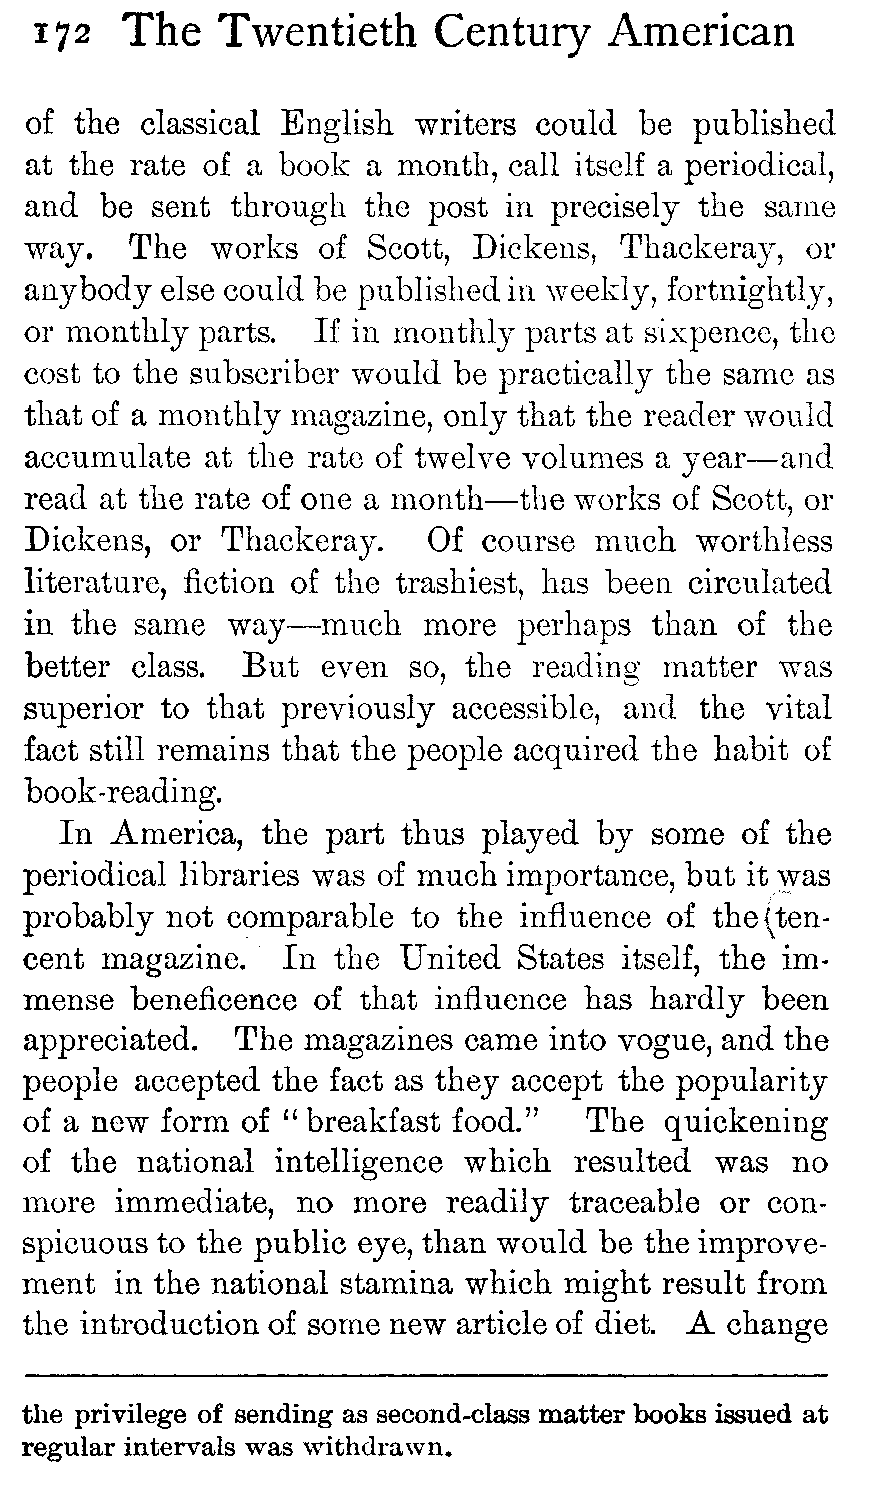 172 The Twentieth Century American
of the classical English writers could be published
at the rate of a book a month, call itself a periodical,
and be sent through the post in precisely the same
way. The works of Scott, Dickens, Thackeray, or
anybody else could be published in weekly, fortnightly,
or monthly parts. If in monthly parts at sixpence, the
cost to the subscriber would be practically the same as
that of a monthly magazine, only that the reader would
accumulate at the rate of twelve volumes a year—and
read at the rate of one a month—the works of Scott, or
Dickens, or Thackeray. Of course much worthless
literature, fiction of the trashiest, has been circulated
in the same way—much more perhaps than of the
better class. But even so, the reading matter was
superior to that previously accessible, and the vital
fact still remains that the people acquired the habit of
book-reading.
In America, the part thus played by some of the
periodical libraries was of much importance, but it was
probably not comparable to the influence of the ten-
cent magazine. In the United States itself, the im-
mense beneficence of that influence has hardly been
appreciated. The magazines came into vogue, and the
people accepted the fact as they accept the popularity
of a new form of "breakfast food." The quickening
of the national intelligence which resulted was no
more immediate, no more readily traceable or con-
spicuous to the public eye, than would be the improve-
ment in the national stamina which might result from
the introduction of some new article of diet. A change
the privilege of sending as second-class matter books issued at
regular intervals was withdrawn.